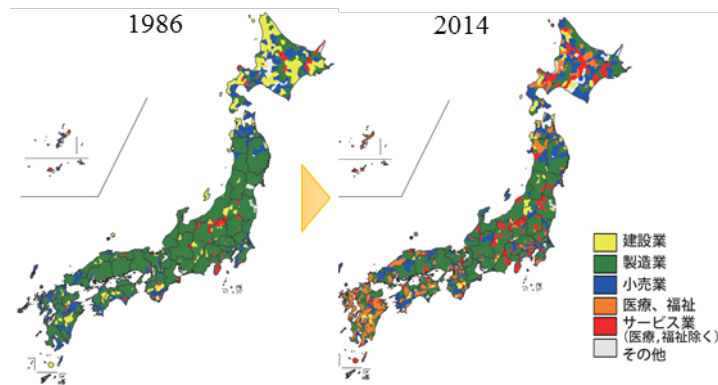 1986
2014
建設業
製造業
小売業
医療、福祉
サービス業
(医療,福祉除く)
その他